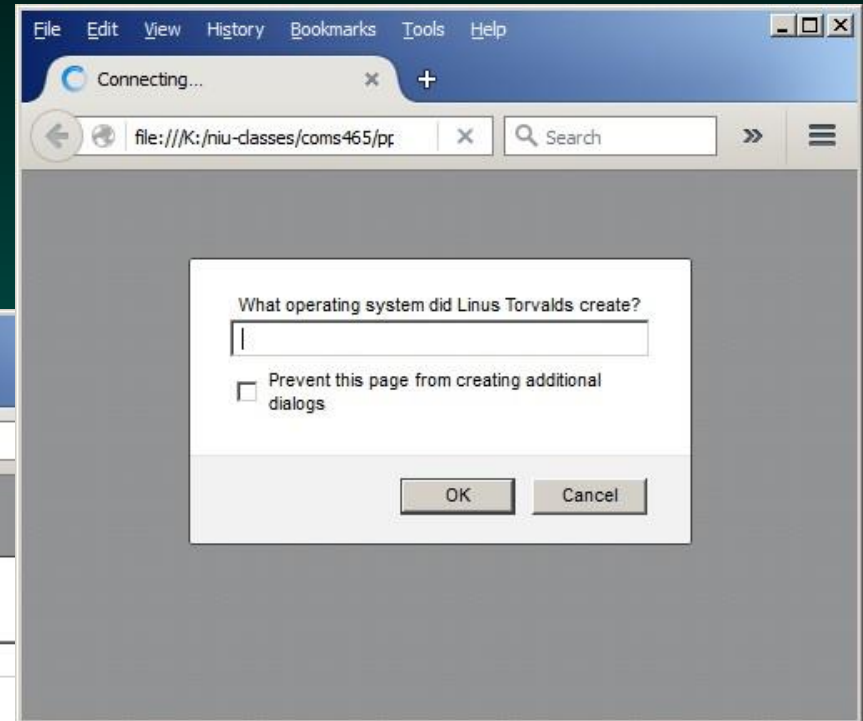 File Edit View History Bookmarks Tools Help
Connecting...
file:///K:/niu-classes/coms465/pp
Search
What operating system did Linus Torvalds create?
Prevent this page from creating additional
dialogs
OK Cancel